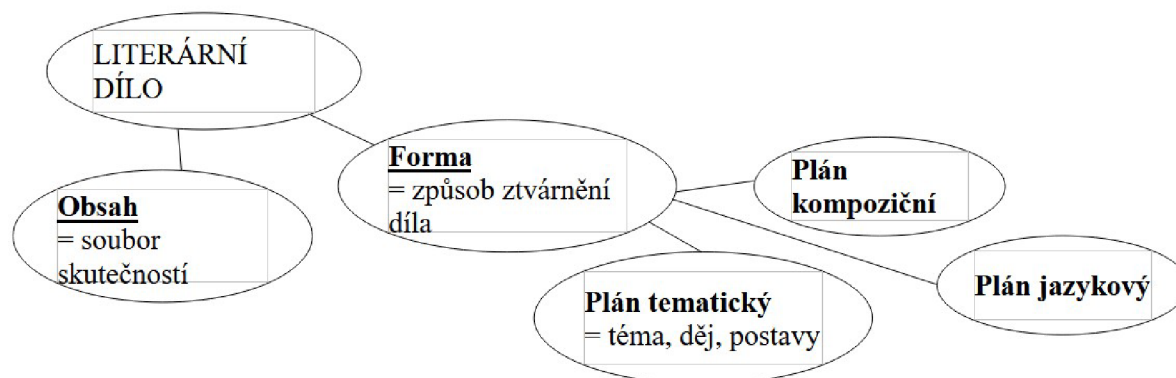 LITERÁRNÍ
DÍLO
Obsah
= soubor
skutečností
Forma
= způsob ztvárnění
díla
Plán
kompoziční
Plán tematický
= téma, děj, postavy
Plán jazykový